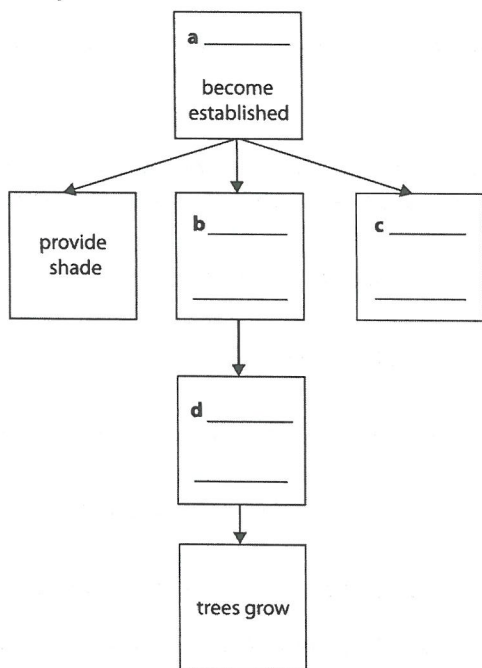 a
become
established
provide
shade
b
c
d
trees grow